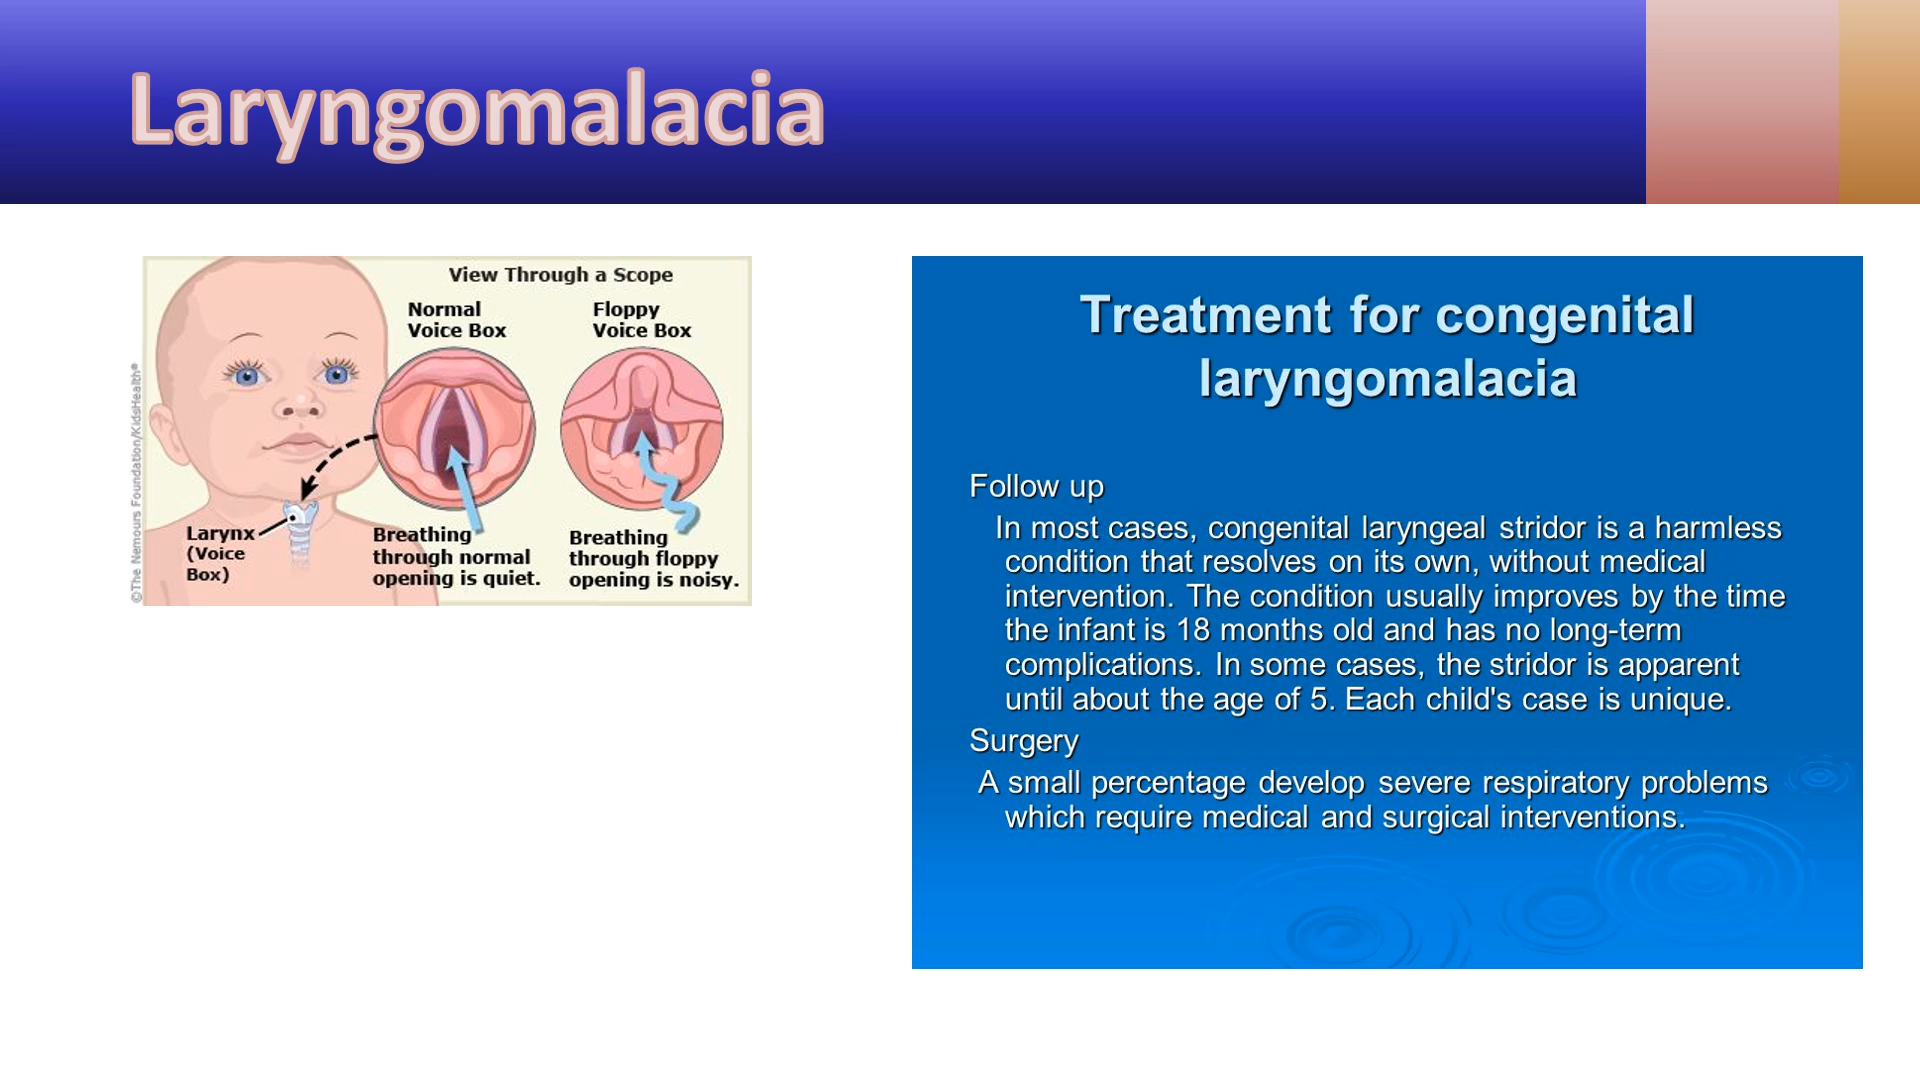 Laryngomalacia
View Through a Scope
Normal
Voice Box
Floppy
Voice Box
Larynx
(Voice
Box)
Breathing
through normal
opening is quiet.
Breathing
through floppy
opening is noisy.
©The Nemours Foundation/KidsHealth®
Treatment for congenital
laryngomalacia
Follow up
In most cases, congenital laryngeal stridor is a harmless
condition that resolves on its own, without medical
intervention. The condition usually improves by the time
the infant is 18 months old and has no long-term
complications. In some cases, the stridor is apparent
until about the age of 5. Each child's case is unique.
Surgery
A small percentage develop severe respiratory problems
which require medical and surgical interventions.